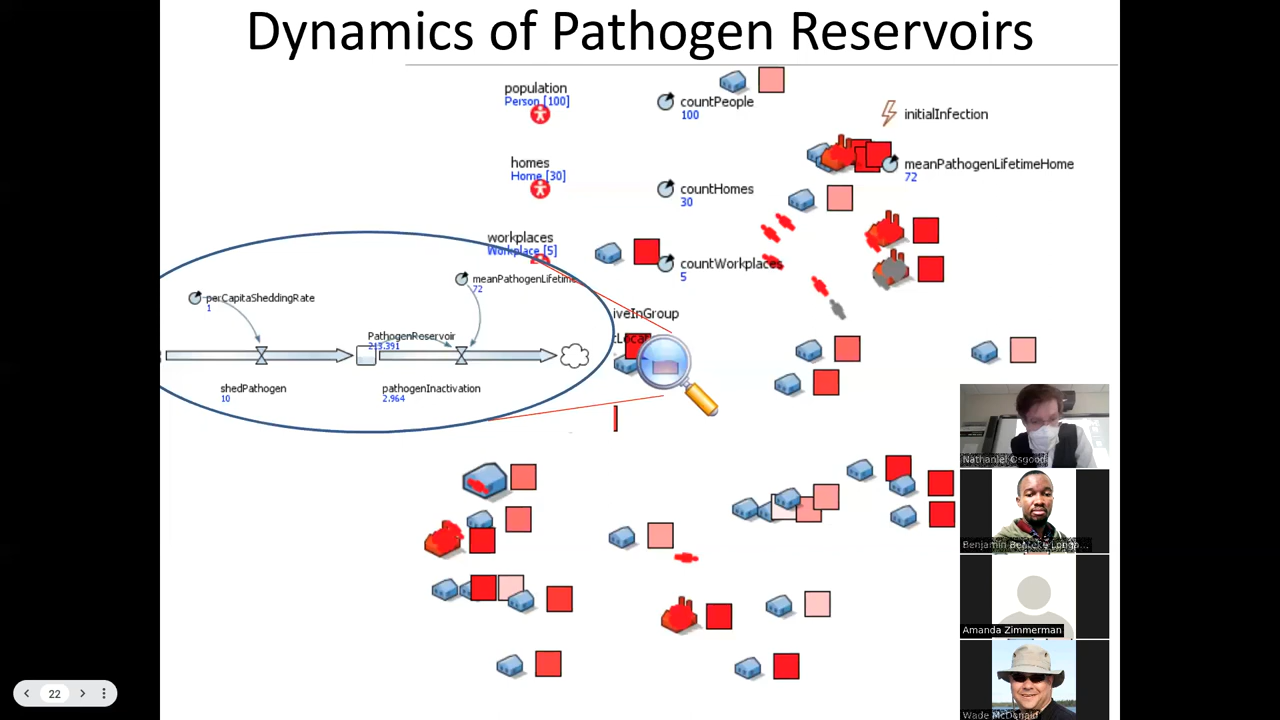 Dynamics of Pathogen Reservoirs
population
Person [100]
countPeople
100
initialInfection
meanPathogenLifetimeHome
72
homes
Home [30]
countHomes
30
workplaces
Workplace [5]
countWorkplaces
5
meanPathogenLifetime
72
perCapitaSheddingRate
1
iveInGroup
tLocat
PathogenReservoir
213.391
shedPathogen
10
pathogenInactivation
2.964
Nathaniel Osgood
Benjamin
Amanda Zimmerman
Wade McDonald
22